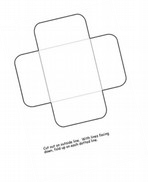 Cut out on outside line. With lines facing
down, fold up on each dotted line.